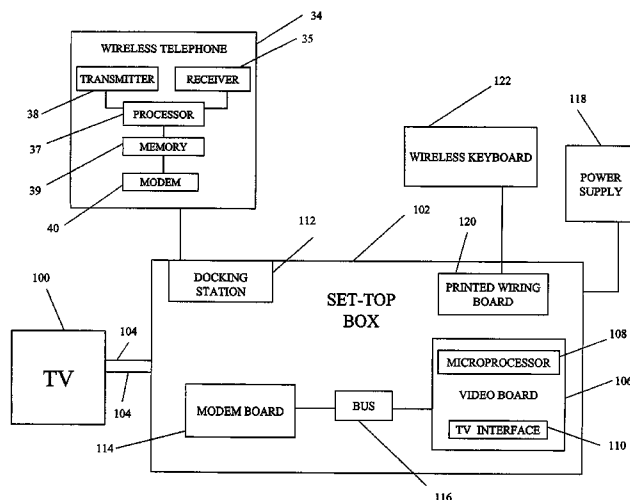 34
WIRELESS TELEPHONE
35
TRANSMITTER
RECEIVER
38
PROCESSOR
37
MEMORY
39
MODEM
40
122
WIRELESS KEYBOARD
118
POWER
SUPPLY
112
102
120
DOCKING
STATION
PRINTED WIRING
BOARD
SET-TOP
BOX
100
TV
104
104
108
MICROPROCESSOR
VIDEO BOARD
106
TV INTERFACE
110
MODEM BOARD
114
BUS
116